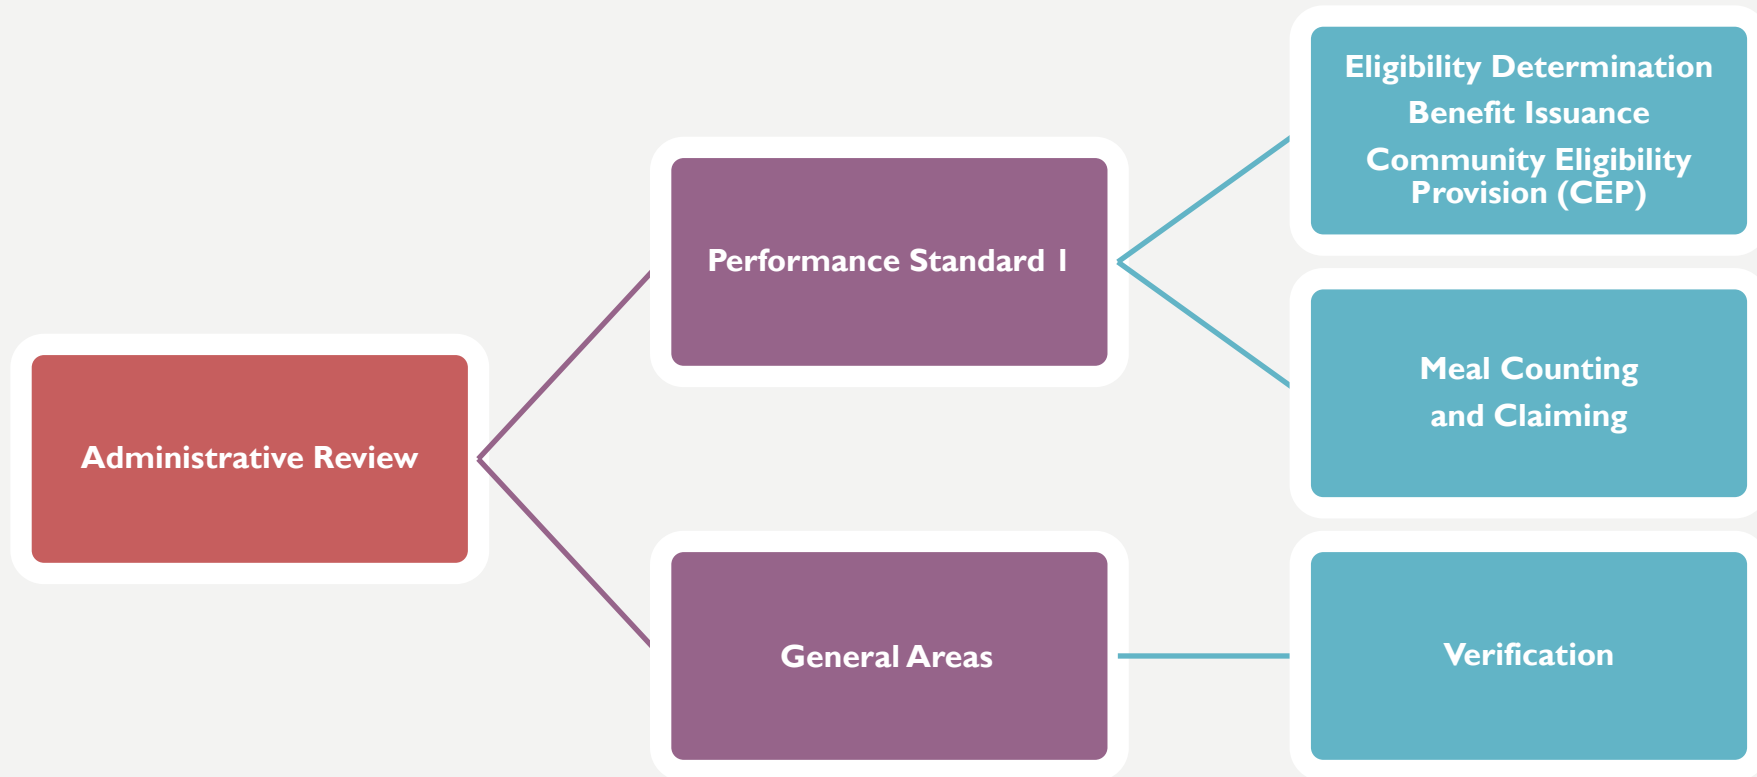 Administrative Review
Performance Standard 1
General Areas
Eligibility Determination
Benefit Issuance
Community Eligibility
Provision (CEP)
Meal Counting
and Claiming
Verification